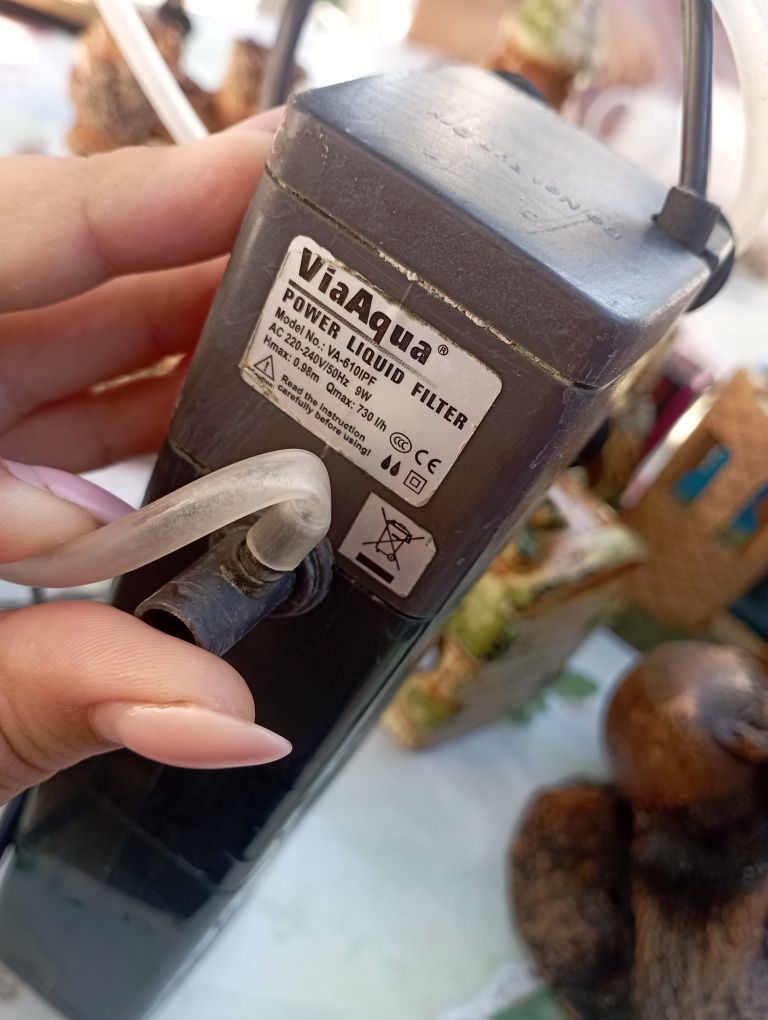 ViaAqua®
POWER LIQUID FILTER
Model No.: VA-610IPF
AC 220-240V/50Hz 9W
Hmax: 0.98m Qmax: 730 l/h
Read the Instruction
carefully before using!
CCC CE